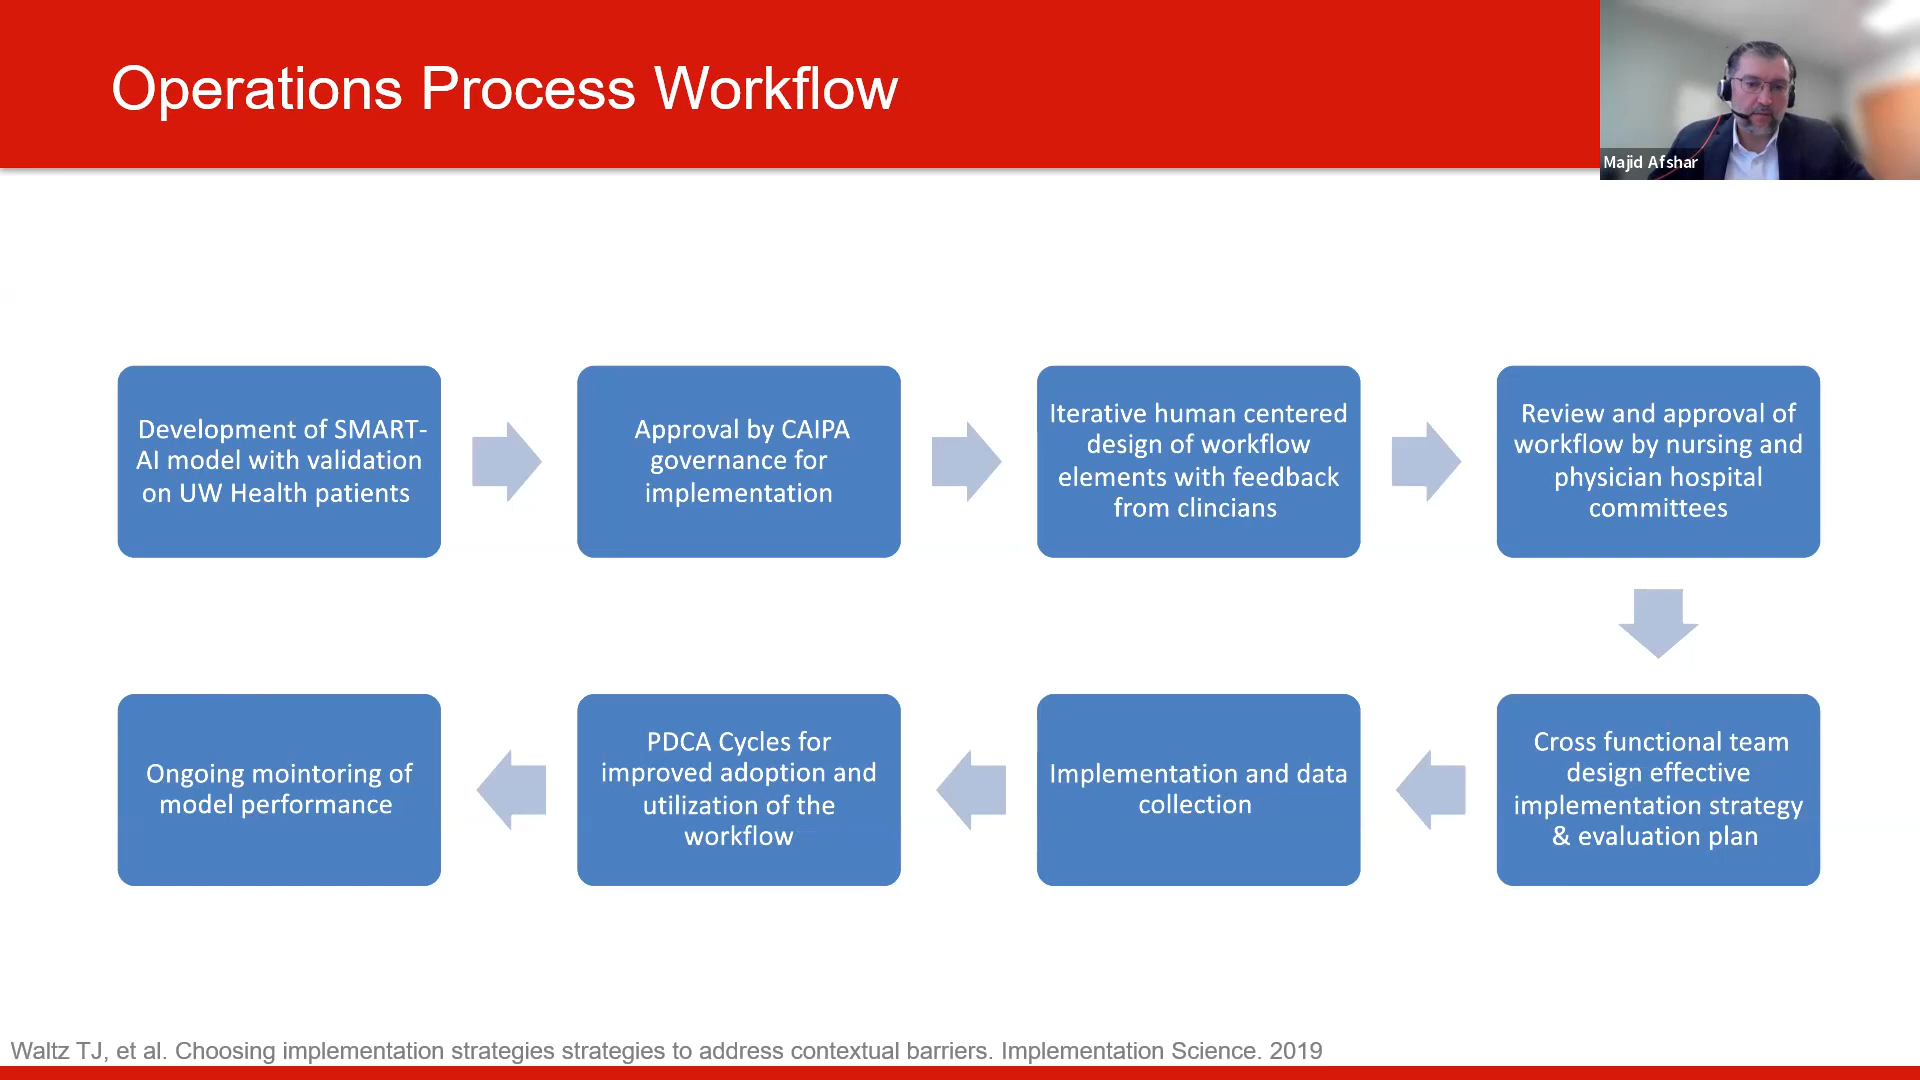 Operations Process Workflow
Majid Afshar
Development of SMART-
AI model with validation
on UW Health patients
Approval by CAIPA
governance for
implementation
Iterative human centered
design of workflow
elements with feedback
from clincians
Review and approval of
workflow by nursing and
physician hospital
committees
Cross functional team
design effective
implementation strategy
& evaluation plan
Implementation and data
collection
PDCA Cycles for
improved adoption and
utilization of the
workflow
Ongoing mointoring of
model performance
Waltz TJ, et al. Choosing implementation strategies strategies to address contextual barriers. Implementation Science. 2019